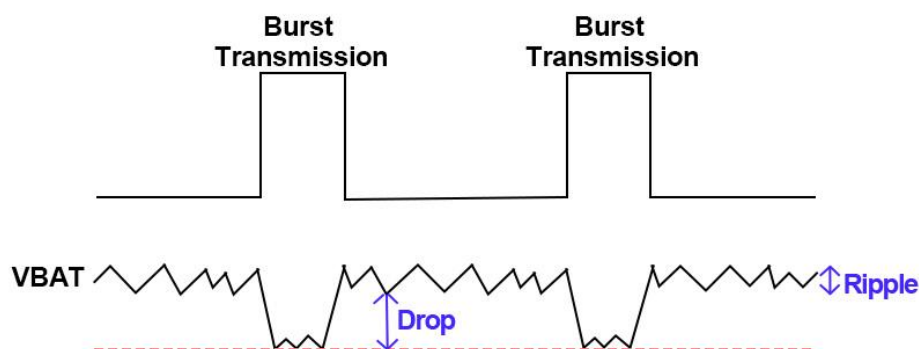 Burst
Transmission
Burst
Transmission
VBAT
Drop
Ripple